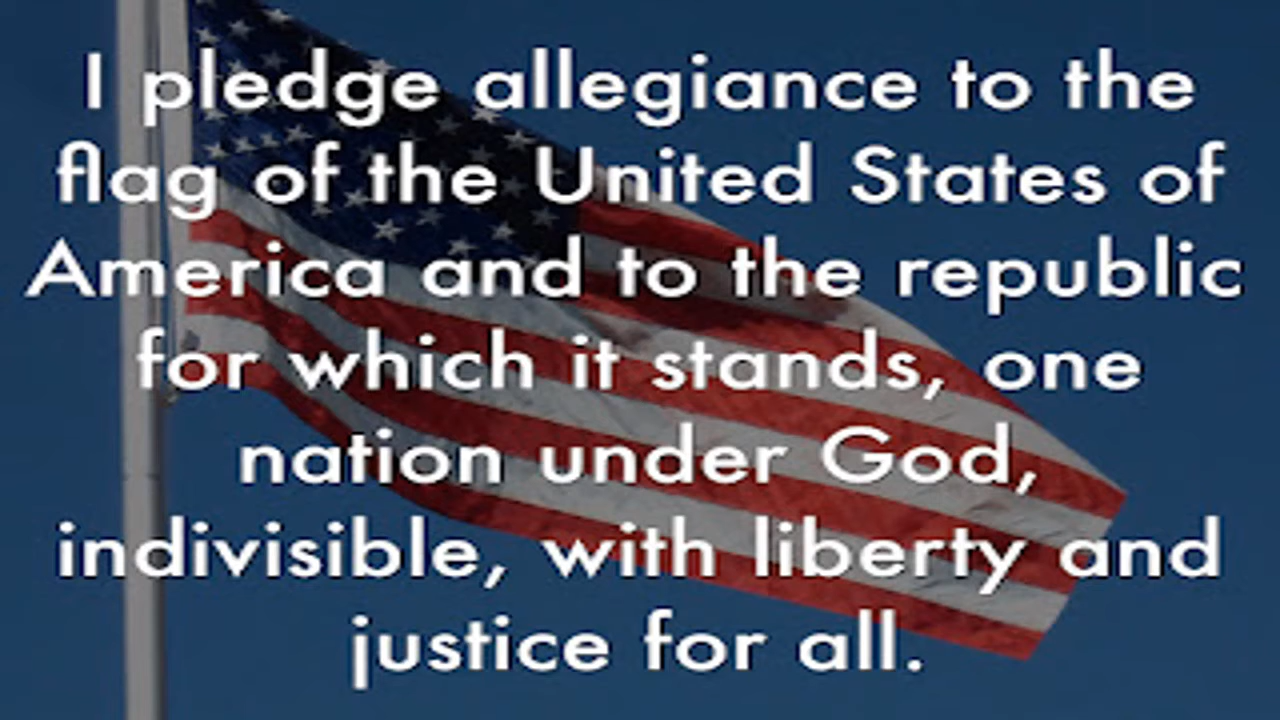 I pledge allegiance to the
flag of the United States of
America and to the republic
for which it stands, one
nation under God,
indivisible, with liberty and
justice for all.